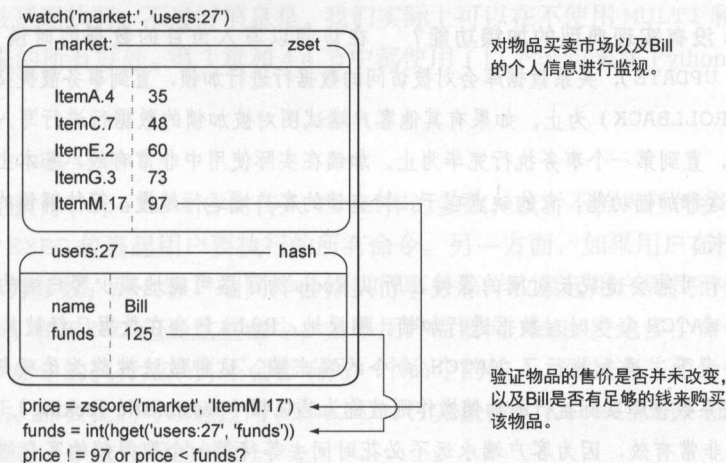 watch('market:', 'users:27')
market: zset
ItemA.4 35
ItemC.7 48
ItemE.2 60
ItemG.3 73
ItemM.17 97
对物品买卖市场以及Bill
的个人信息进行监视。
users:27 hash
name Bill
funds 125
price = zscore('market', 'ItemM.17')
funds = int(hget('users:27', 'funds'))
price ! = 97 or price < funds?
验证物品的售价是否并未改变，
以及Bill是否有足够的钱来购买
该物品。